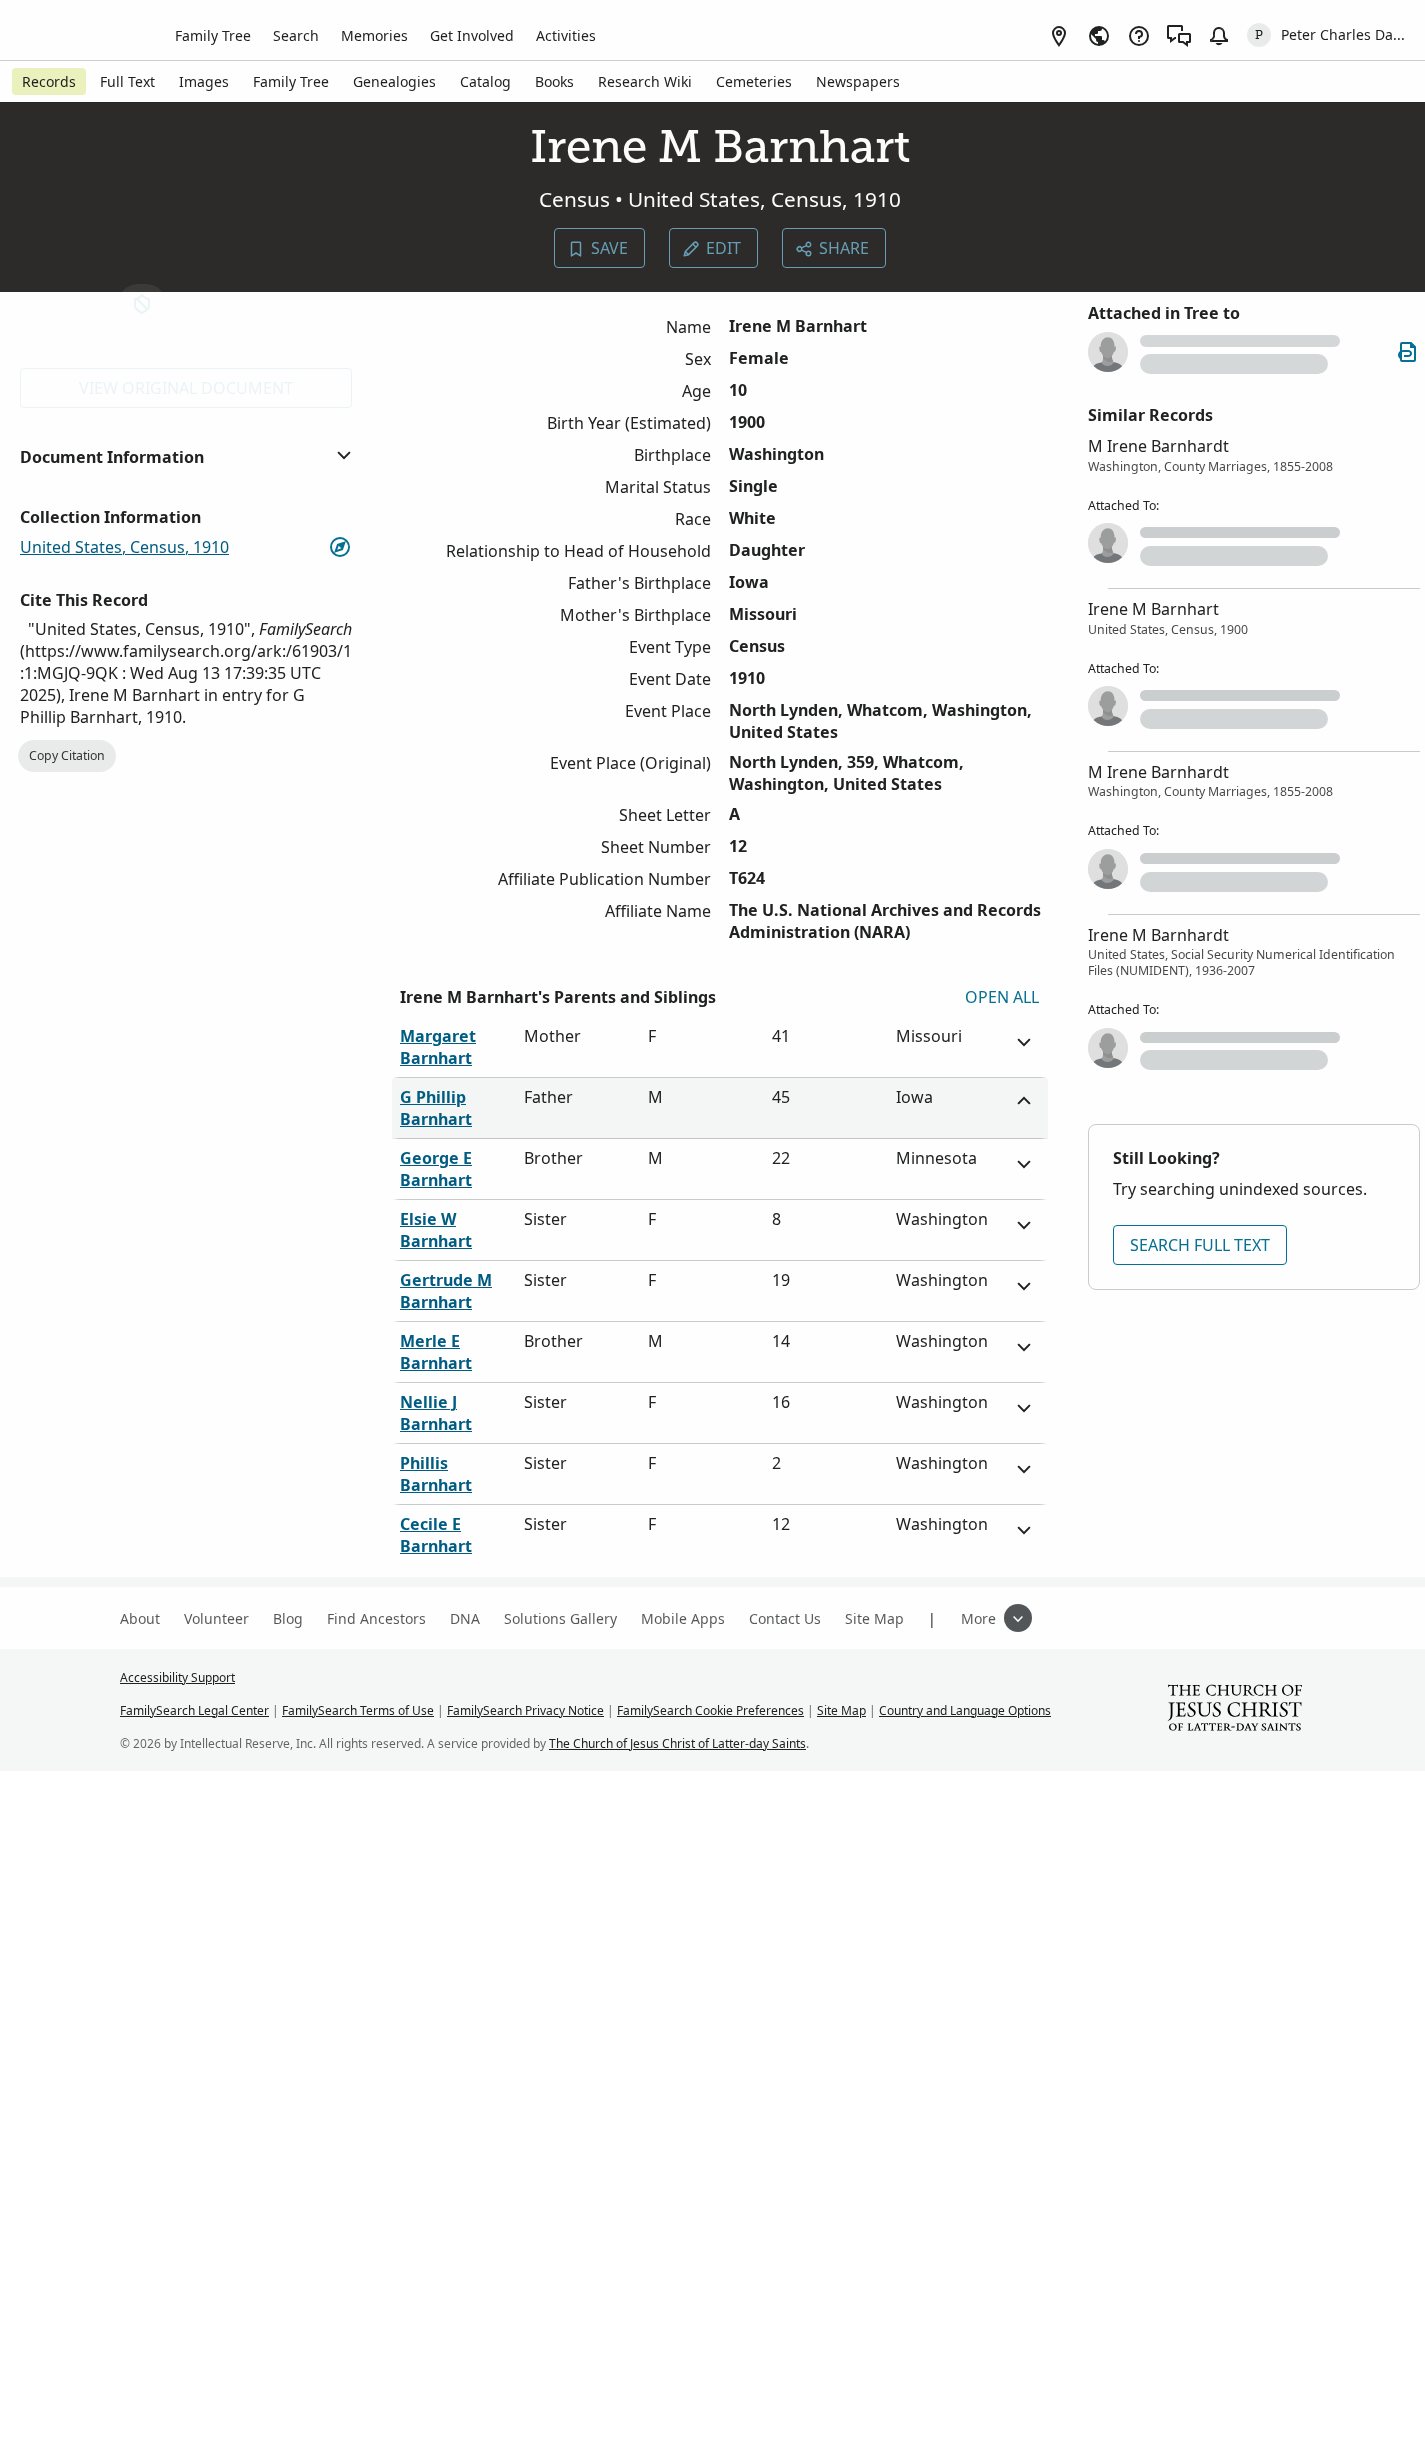 Family Tree Search Memories Get Involved Activities
P Peter Charles Da...
Records Full Text Images Family Tree Genealogies Catalog Books Research Wiki Cemeteries Newspapers
Irene M Barnhart
Census • United States, Census, 1910
SAVE EDIT SHARE
VIEW ORIGINAL DOCUMENT
Document Information
Collection Information
United States, Census, 1910
Cite This Record
"United States, Census, 1910", FamilySearch
(https://www.familysearch.org/ark:/61903/1
:1:MGJQ-9QK : Wed Aug 13 17:39:35 UTC
2025), Irene M Barnhart in entry for G
Phillip Barnhart, 1910.
Copy Citation
Name Irene M Barnhart
Sex Female
Age 10
Birth Year (Estimated) 1900
Birthplace Washington
Marital Status Single
Race White
Relationship to Head of Household Daughter
Father's Birthplace Iowa
Mother's Birthplace Missouri
Event Type Census
Event Date 1910
Event Place North Lynden, Whatcom, Washington,
United States
Event Place (Original) North Lynden, 359, Whatcom,
Washington, United States
Sheet Letter A
Sheet Number 12
Affiliate Publication Number T624
Affiliate Name The U.S. National Archives and Records
Administration (NARA)
Irene M Barnhart's Parents and Siblings OPEN ALL
Margaret Mother F 41 Missouri
Barnhart
G Phillip Father M 45 Iowa
Barnhart
George E Brother M 22 Minnesota
Barnhart
Elsie W Sister F 8 Washington
Barnhart
Gertrude M Sister F 19 Washington
Barnhart
Merle E Brother M 14 Washington
Barnhart
Nellie J Sister F 16 Washington
Barnhart
Phillis Sister F 2 Washington
Barnhart
Cecile E Sister F 12 Washington
Barnhart
Attached in Tree to
Similar Records
M Irene Barnhardt
Washington, County Marriages, 1855-2008
Attached To:
Irene M Barnhart
United States, Census, 1900
Attached To:
M Irene Barnhardt
Washington, County Marriages, 1855-2008
Attached To:
Irene M Barnhardt
United States, Social Security Numerical Identification
Files (NUMIDENT), 1936-2007
Attached To:
Still Looking?
Try searching unindexed sources.
SEARCH FULL TEXT
About Volunteer Blog Find Ancestors DNA Solutions Gallery Mobile Apps Contact Us Site Map | More
Accessibility Support
FamilySearch Legal Center | FamilySearch Terms of Use | FamilySearch Privacy Notice | FamilySearch Cookie Preferences | Site Map | Country and Language Options
© 2026 by Intellectual Reserve, Inc. All rights reserved. A service provided by The Church of Jesus Christ of Latter-day Saints.
THE CHURCH OF
JESUS CHRIST
OF LATTER-DAY SAINTS